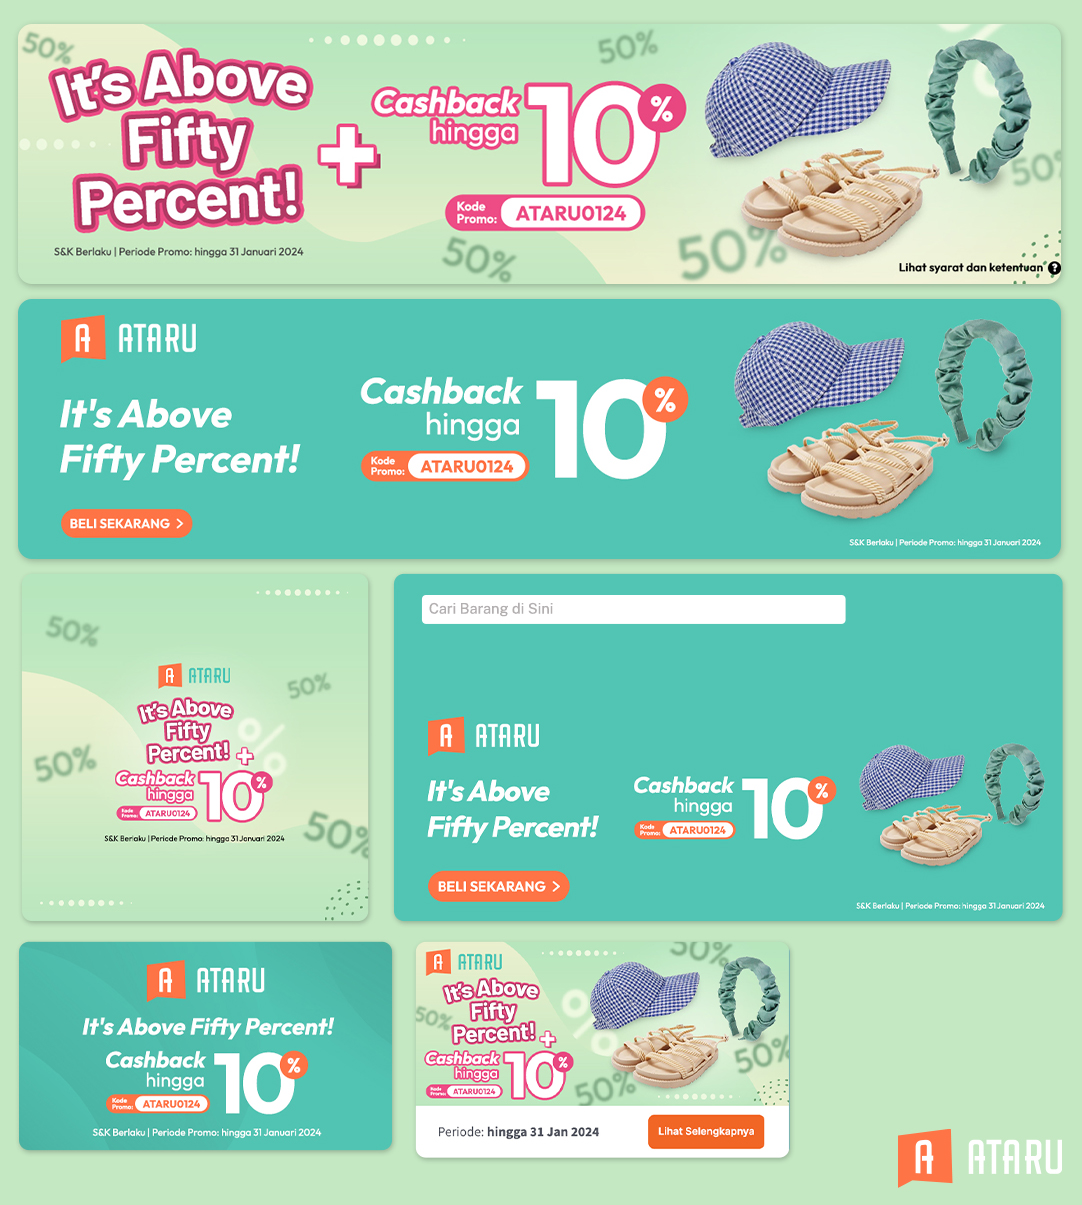 50%
50%
It's Above
Fifty
Percent!
+
Cashback
hingga
10%
Kode
Promo:
ATARU0124
S&K Berlaku | Periode Promo: hingga 31 Januari 2024
50%
50%
50%
Lihat syarat dan ketentuan ?
A ATARU
It's Above
Fifty Percent!
BELI SEKARANG >
Cashback
hingga
10%
Kode
Promo:
ATARU0124
S&K Berlaku | Periode Promo: hingga 31 Januari 2024
50%
50%
50%
50%
%
A ATARU
It's Above
Fifty
Percent! +
Cashback
hingga
10%
Kode
Promo:
ATARU0124
S&K Berlaku | Periode Promo: hingga 31 Januari 2024
Cari Barang di Sini
A ATARU
It's Above
Fifty Percent!
BELI SEKARANG >
Cashback
hingga
10%
Kode
Promo:
ATARU0124
S&K Berlaku | Periode Promo: hingga 31 Januari 2024
A ATARU
It's Above Fifty Percent!
Cashback
hingga
10%
Kode
Promo:
ATARU0124
S&K Berlaku | Periode Promo: hingga 31 Januari 2024
A ATARU
50%
It's Above
Fifty
Percent! +
50%
%
Cashback
hingga
10%
Kode
Promo:
ATARU0124
50%
50%
Periode: hingga 31 Jan 2024
Lihat Selengkapnya
A ATARU